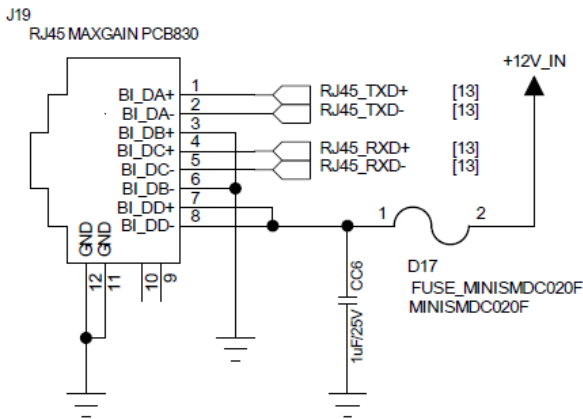 J19
RJ45 MAXGAIN PCB830
+12V_IN
BI_DA+ 1 RJ45_TXD+ [13]
BI_DA- 2 RJ45_TXD- [13]
BI_DB+ 3
BI_DC+ 4 RJ45_RXD+ [13]
BI_DC- 5 RJ45_RXD- [13]
BI_DB- 6
BI_DD+ 7
BI_DD- 8
1 2
GND
GND
12
11
10
9
CC6
1uF/25V
D17
FUSE_MINISMDC020F
MINISMDC020F